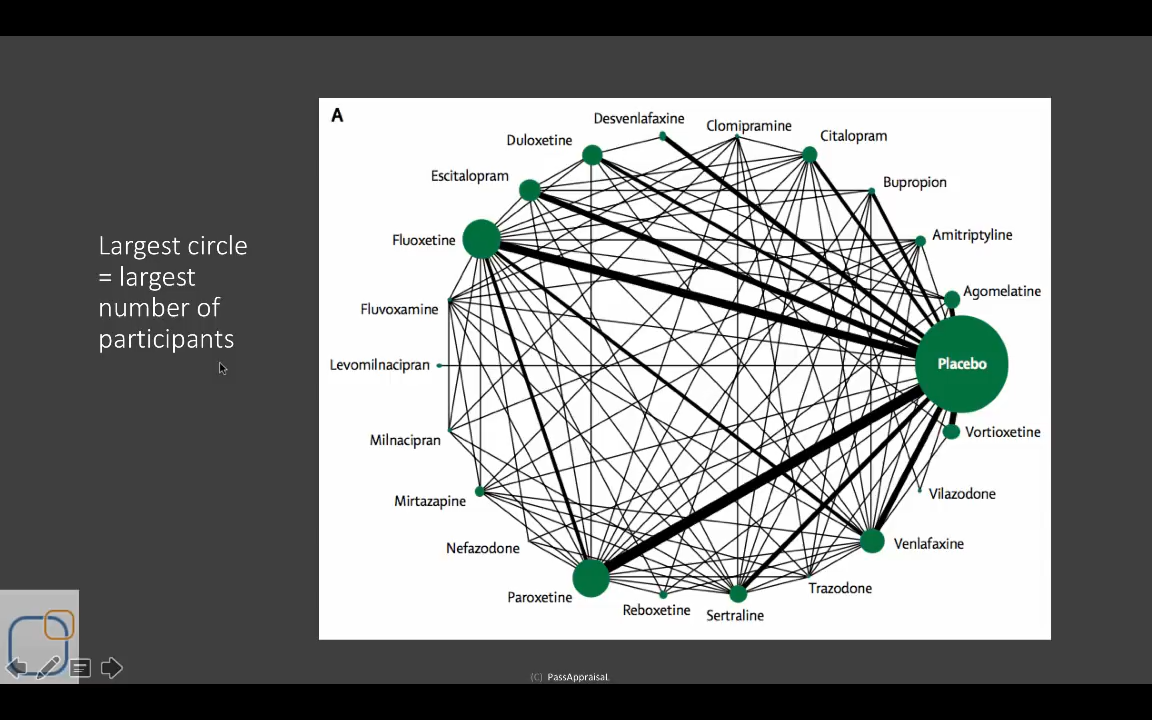 Largest circle
= largest
number of
participants
A
Desvenlafaxine
Clomipramine
Duloxetine
Citalopram
Escitalopram
Bupropion
Fluoxetine
Amitriptyline
Agomelatine
Fluvoxamine
Levomilnacipran
Placebo
Milnacipran
Vortioxetine
Mirtazapine
Vilazodone
Nefazodone
Venlafaxine
Paroxetine
Trazodone
Reboxetine
Sertraline
(C) PassAppraisal